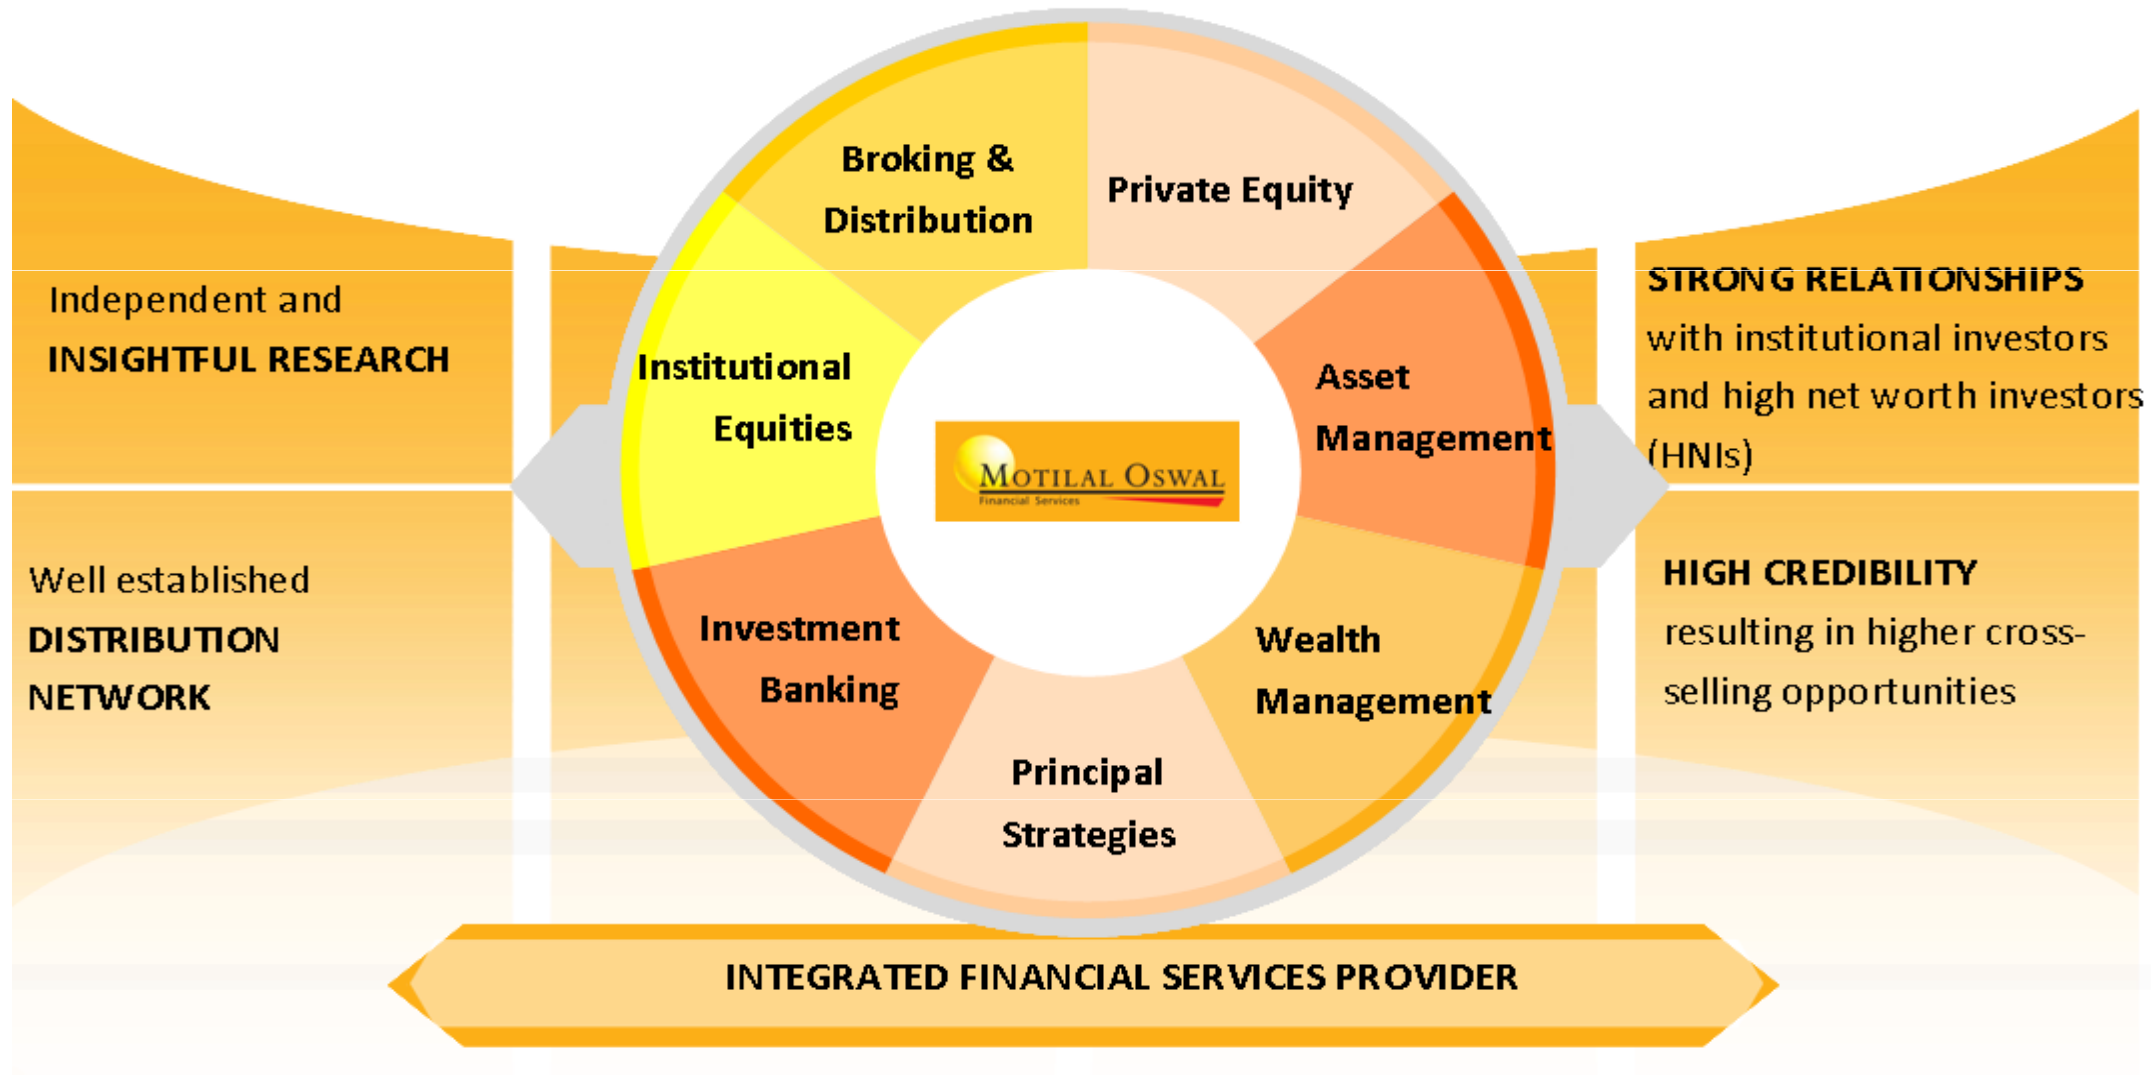 Broking &
Distribution
Private Equity
Independent and
INSIGHTFUL RESEARCH
Institutional
Equities
Asset
Management
STRONG RELATIONSHIPS
with institutional investors
and high net worth investors
(HNIs)
MOTILAL OSWAL
Financial Services
Well established
DISTRIBUTION
NETWORK
Investment
Banking
Wealth
Management
HIGH CREDIBILITY
resulting in higher cross-
selling opportunities
Principal
Strategies
INTEGRATED FINANCIAL SERVICES PROVIDER